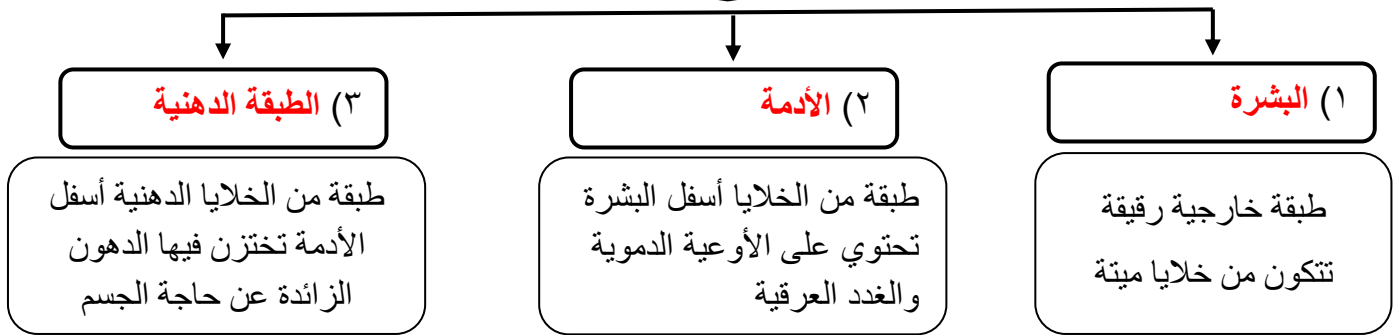 ١) البشرة
طبقة خارجية رقيقة
تتكون من خلايا ميتة
٢) الأدمة
طبقة من الخلايا أسفل البشرة
تحتوي على الأوعية الدموية
والغدد العرقية
٣) الطبقة الدهنية
طبقة من الخلايا الدهنية أسفل
الأدمة تختزن فيها الدهون
الزائدة عن حاجة الجسم